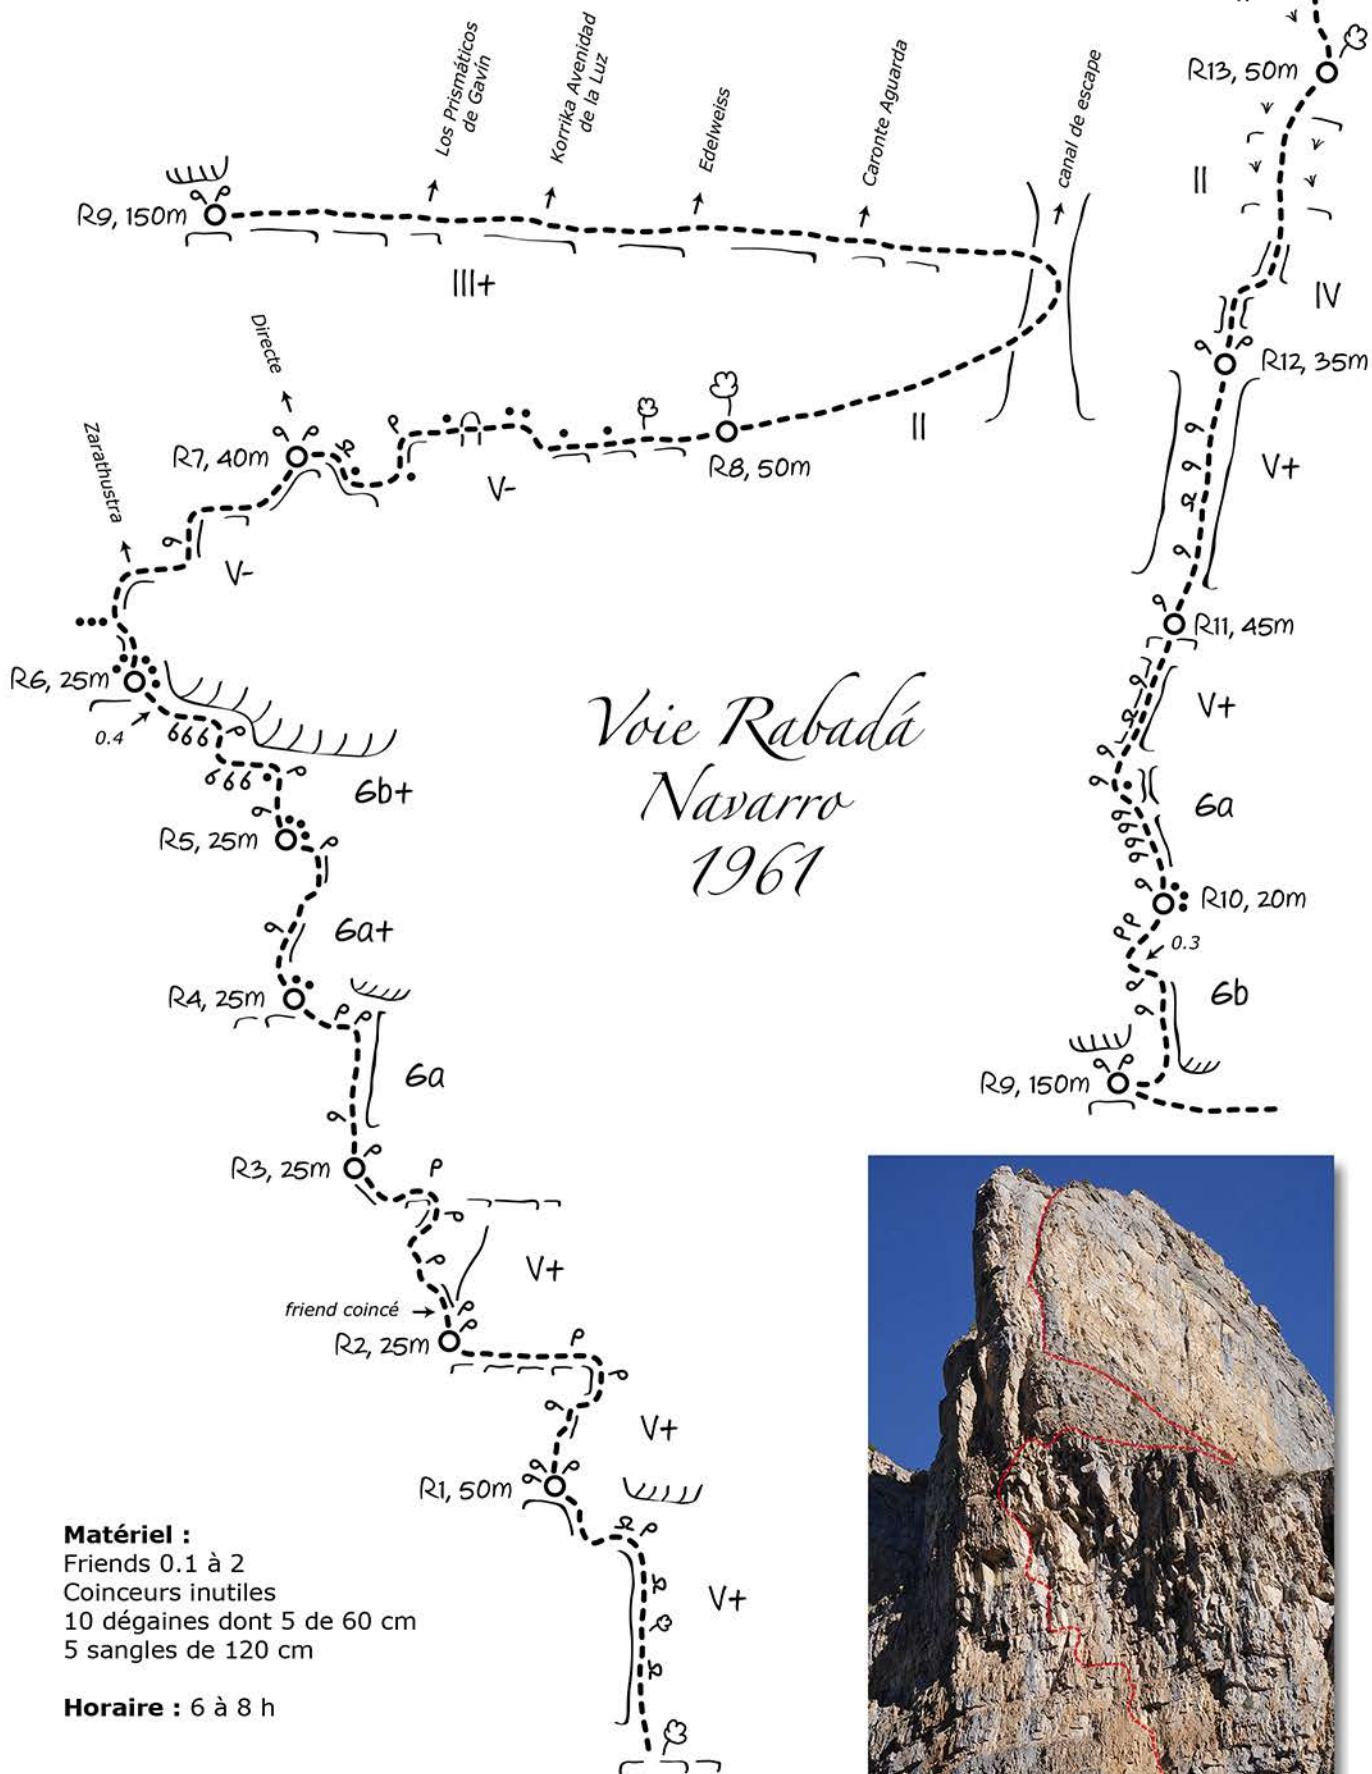 Los Prismáticos
de Gavín
Korrika Avenidad
de la Luz
Edelweiss
Caronte Aguarda
canal de escape
R9, 150m
III+
Directe
Zarathustra
R7, 40m
V-
R8, 50m
II
V-
R6, 25m
0.4
6b+
R5, 25m
6a+
R4, 25m
6a
R3, 25m
V+
friend coincé
R2, 25m
V+
R1, 50m
V+
R13, 50m
II
IV
R12, 35m
V+
R11, 45m
V+
6a
R10, 20m
0.3
6b
R9, 150m
Voie Rabadá
Navarro
1961
Matériel :
Friends 0.1 à 2
Coinceurs inutiles
10 dégaines dont 5 de 60 cm
5 sangles de 120 cm
Horaire : 6 à 8 h